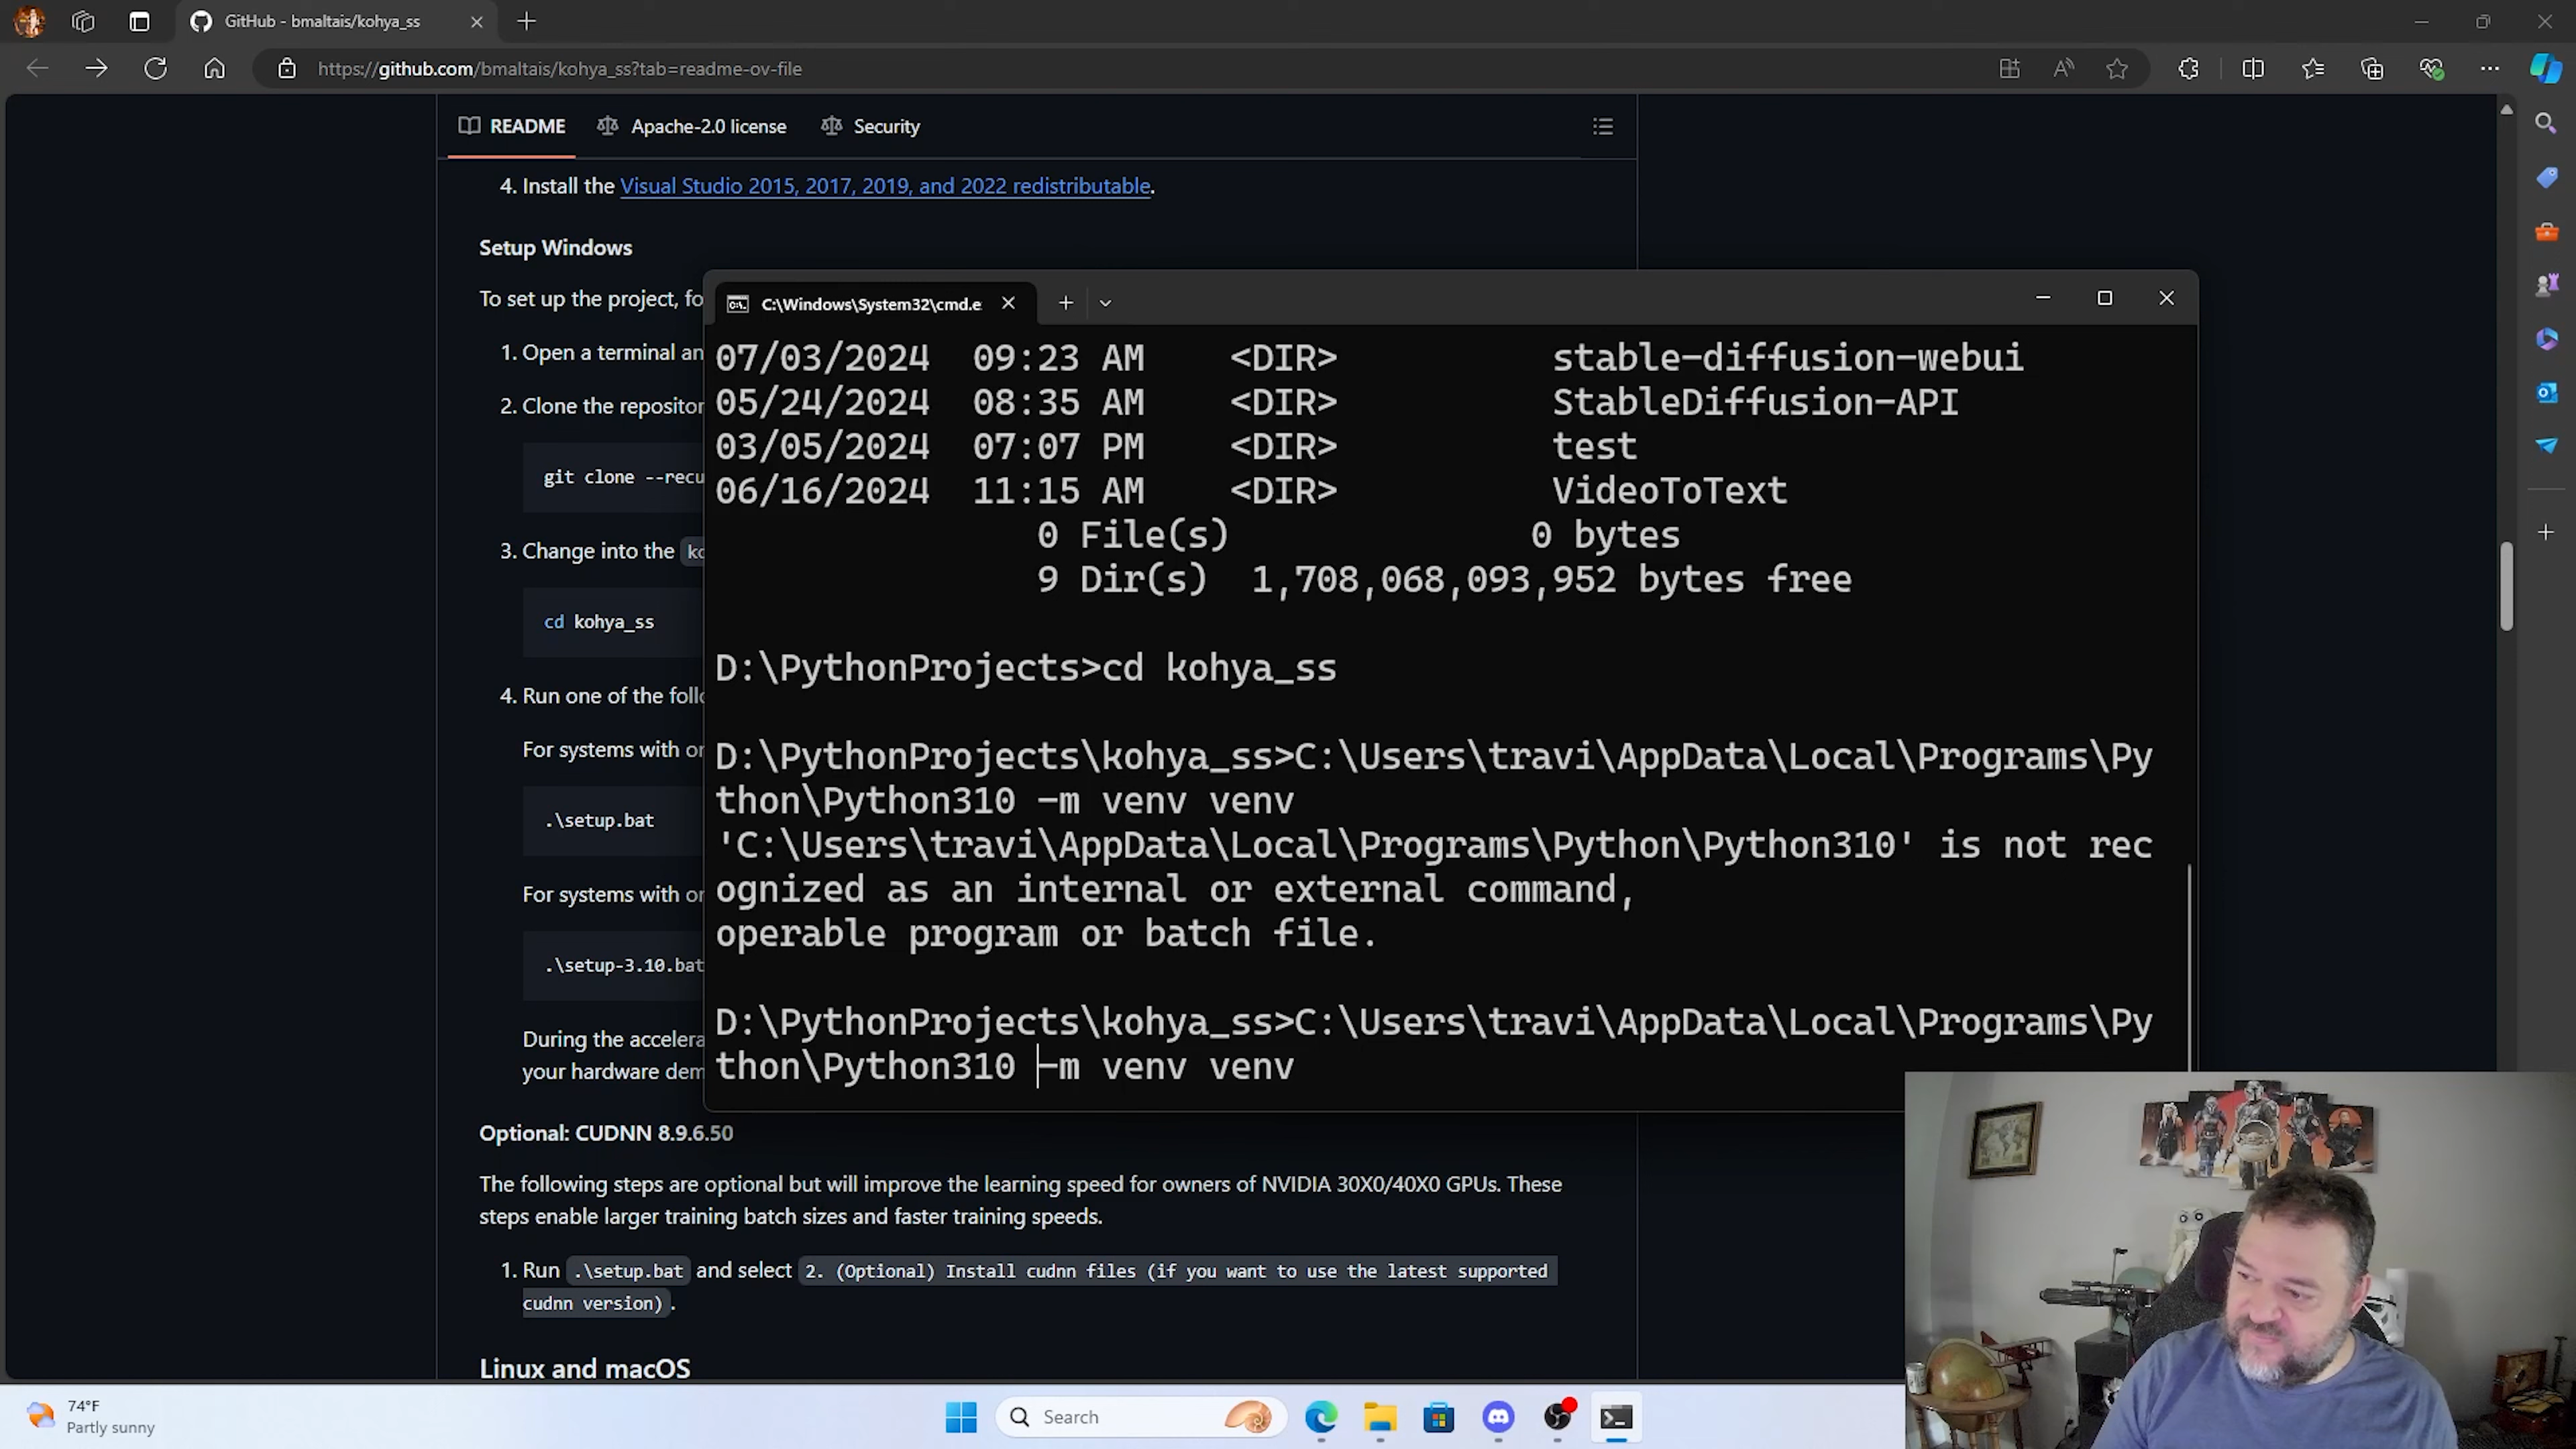 GitHub - bmaltais/kohya_ss
https://github.com/bmaltais/kohya_ss?tab=readme-ov-file
README
Apache-2.0 license
Security
4. Install the Visual Studio 2015, 2017, 2019, and 2022 redistributable.
Setup Windows
To set up the project, fo
1. Open a terminal an
2. Clone the repositor
git clone --recu
3. Change into the
cd kohya_ss
4. Run one of the foll
For systems with or
.\setup.bat
For systems with or
.\setup-3.10.bat
During the accelera
your hardware dem
C:\Windows\System32\cmd.e
07/03/2024 09:23 AM <DIR> stable-diffusion-webui
05/24/2024 08:35 AM <DIR> StableDiffusion-API
03/05/2024 07:07 PM <DIR> test
06/16/2024 11:15 AM <DIR> VideoToText
0 File(s) 0 bytes
9 Dir(s) 1,708,068,093,952 bytes free
D:\PythonProjects>cd kohya_ss
D:\PythonProjects\kohya_ss>C:\Users\travi\AppData\Local\Programs\Py
thon\Python310 -m venv venv
'C:\Users\travi\AppData\Local\Programs\Python\Python310' is not rec
ognized as an internal or external command,
operable program or batch file.
D:\PythonProjects\kohya_ss>C:\Users\travi\AppData\Local\Programs\Py
thon\Python310 -m venv venv
Optional: CUDNN 8.9.6.50
The following steps are optional but will improve the learning speed for owners of NVIDIA 30X0/40X0 GPUs. These
steps enable larger training batch sizes and faster training speeds.
1. Run .\setup.bat and select 2. (Optional) Install cudnn files (if you want to use the latest supported
cudnn version).
Linux and macOS
74°F
Partly sunny
Search